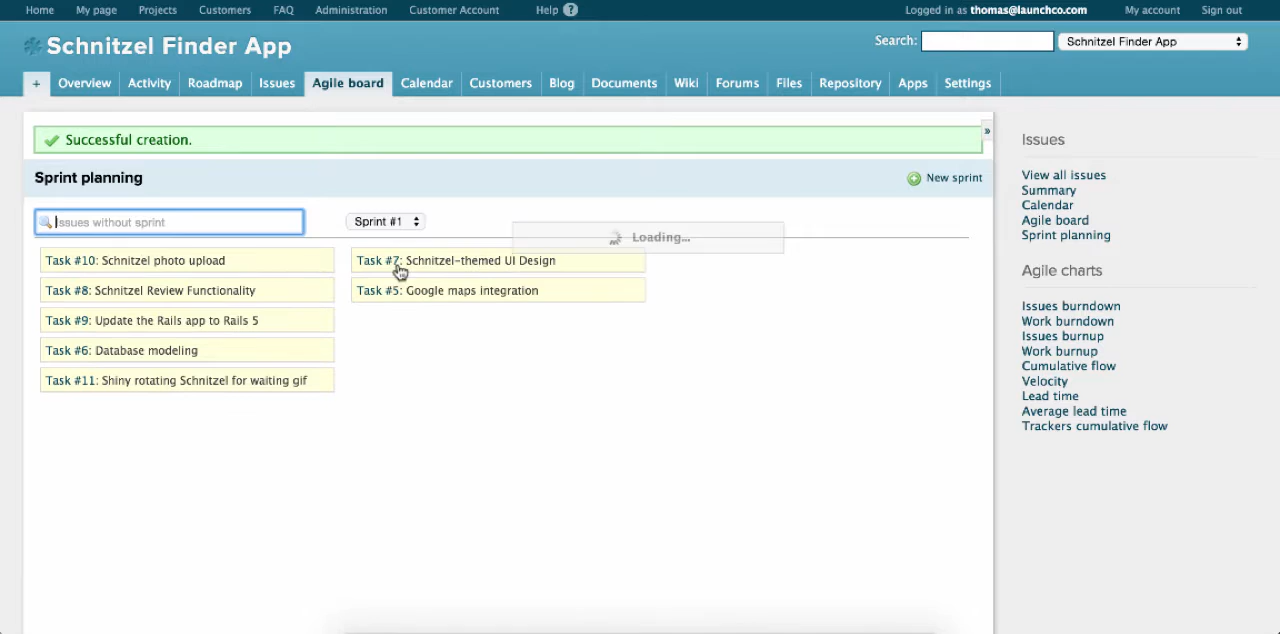 Home My page Projects Customers FAQ Administration Customer Account Help ? Logged in as thomas@launchco.com My account Sign out
Schnitzel Finder App Search: Schnitzel Finder App
+ Overview Activity Roadmap Issues Agile board Calendar Customers Blog Documents Wiki Forums Files Repository Apps Settings
Successful creation. »
Sprint planning New sprint
Issues without sprint Sprint #1
Loading...
Task #10: Schnitzel photo upload
Task #8: Schnitzel Review Functionality
Task #9: Update the Rails app to Rails 5
Task #6: Database modeling
Task #11: Shiny rotating Schnitzel for waiting gif
Task #7: Schnitzel-themed UI Design
Task #5: Google maps integration
Issues
View all issues
Summary
Calendar
Agile board
Sprint planning
Agile charts
Issues burndown
Work burndown
Issues burnup
Work burnup
Cumulative flow
Velocity
Lead time
Average lead time
Trackers cumulative flow